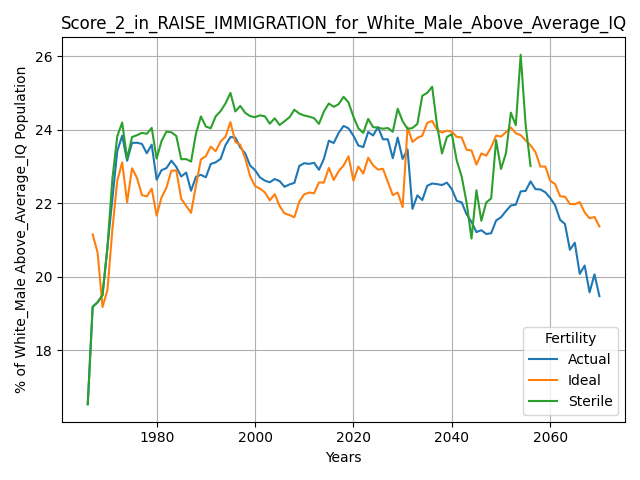 Score_2_in_RAISE_IMMIGRATION_for_White_Male_Above_Average_IQ
% of White_Male Above_Average_IQ Population
26
24
22
20
18
1980
2000
2020
2040
2060
Years
Fertility
Actual
Ideal
Sterile